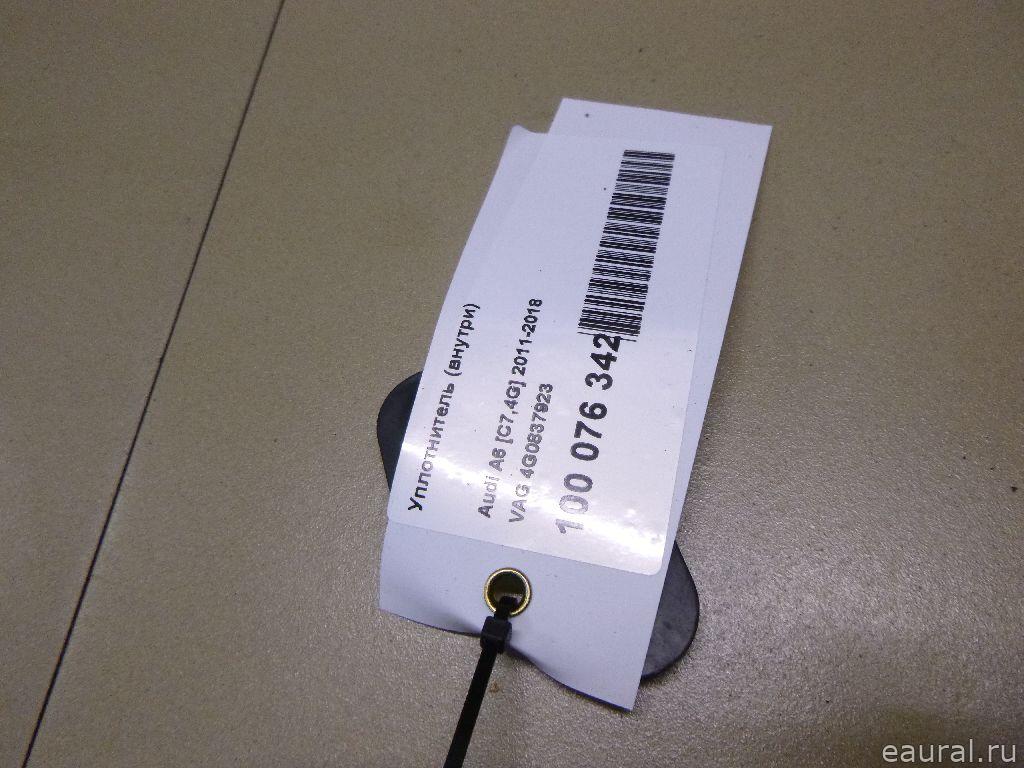 Уплотнитель (внутри)
Audi A6 [C7,4G] 2011-2018
VAG 4G0837923
100 076 342
eaural.ru